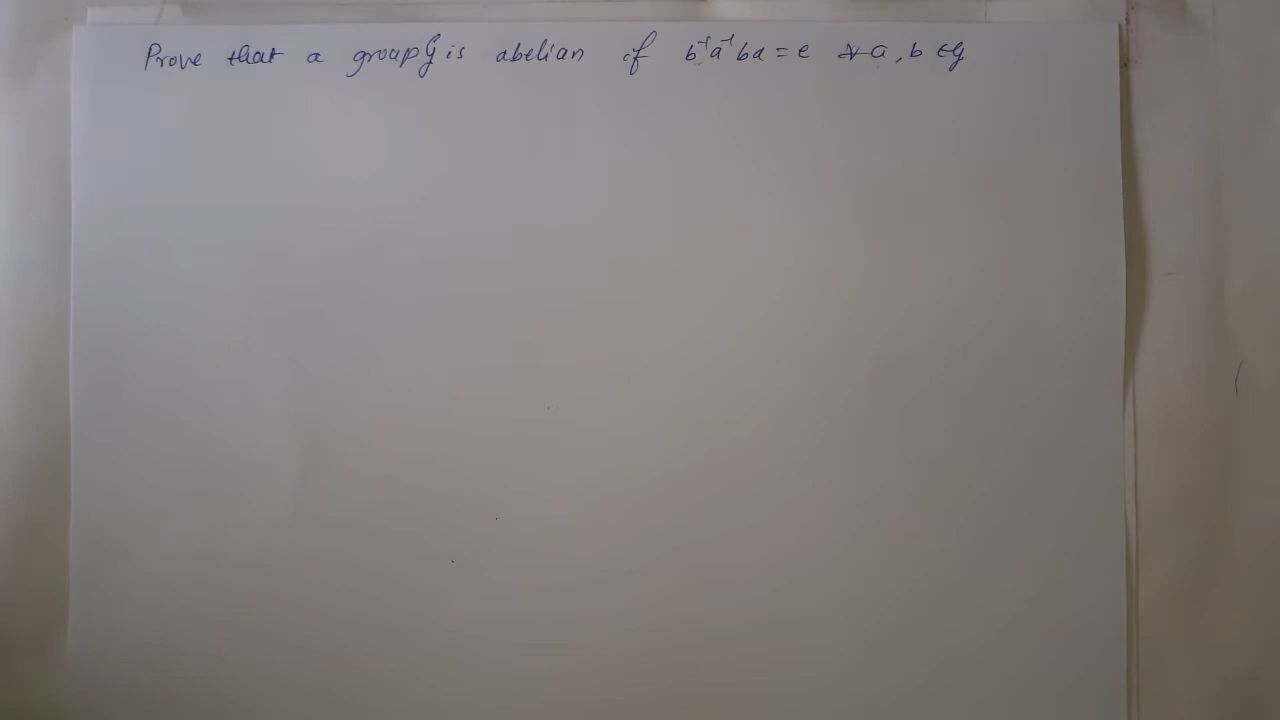 Prove that a group G is abelian if b⁻¹a⁻¹ba = e ∀ a, b ∈ G